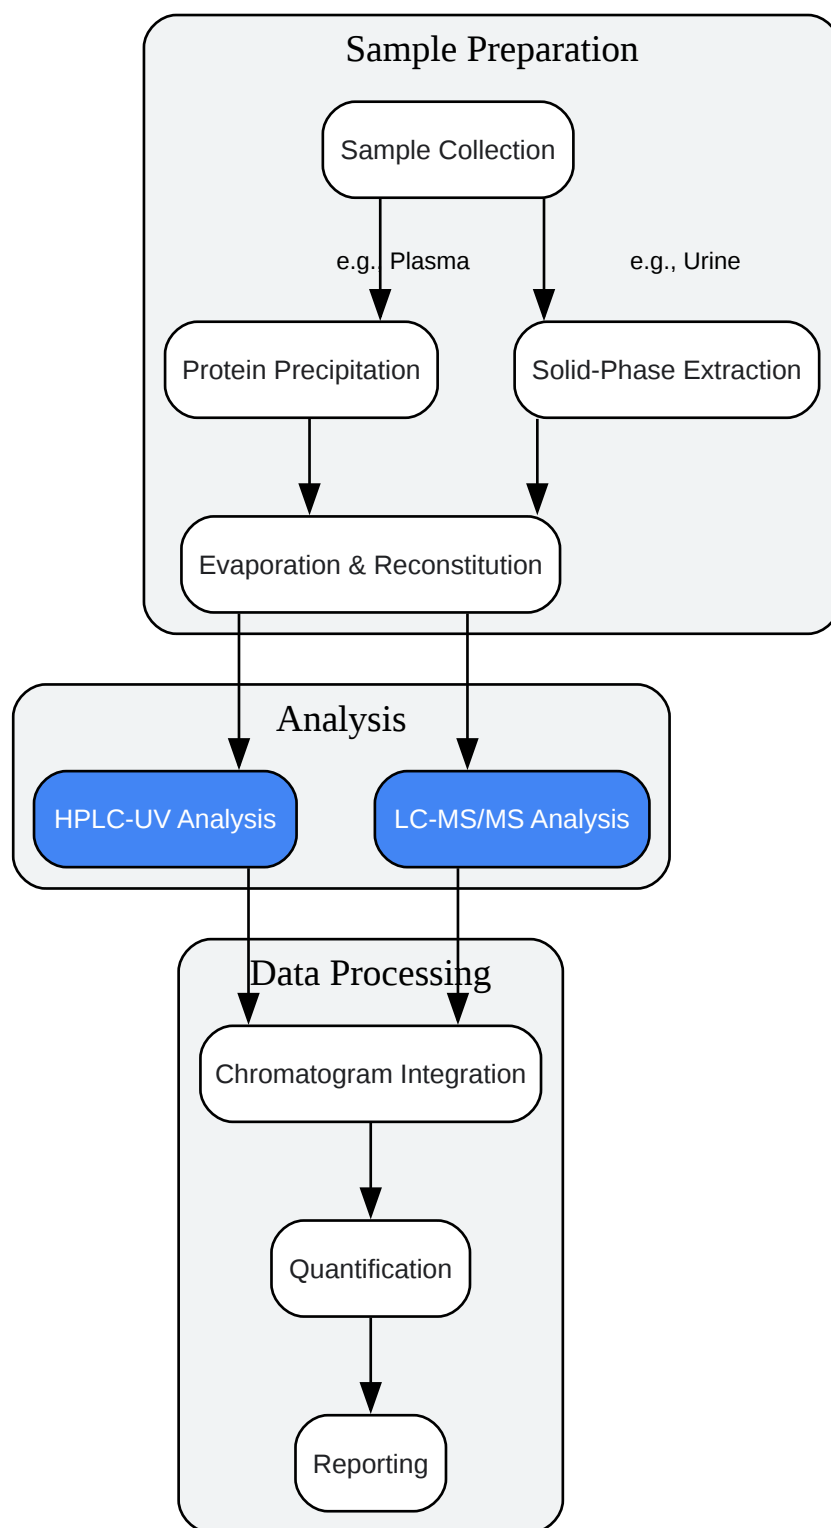 Sample Preparation
Sample Collection
e.g., Plasma
e.g., Urine
Protein Precipitation
Solid-Phase Extraction
Evaporation & Reconstitution
Analysis
HPLC-UV Analysis
LC-MS/MS Analysis
Data Processing
Chromatogram Integration
Quantification
Reporting